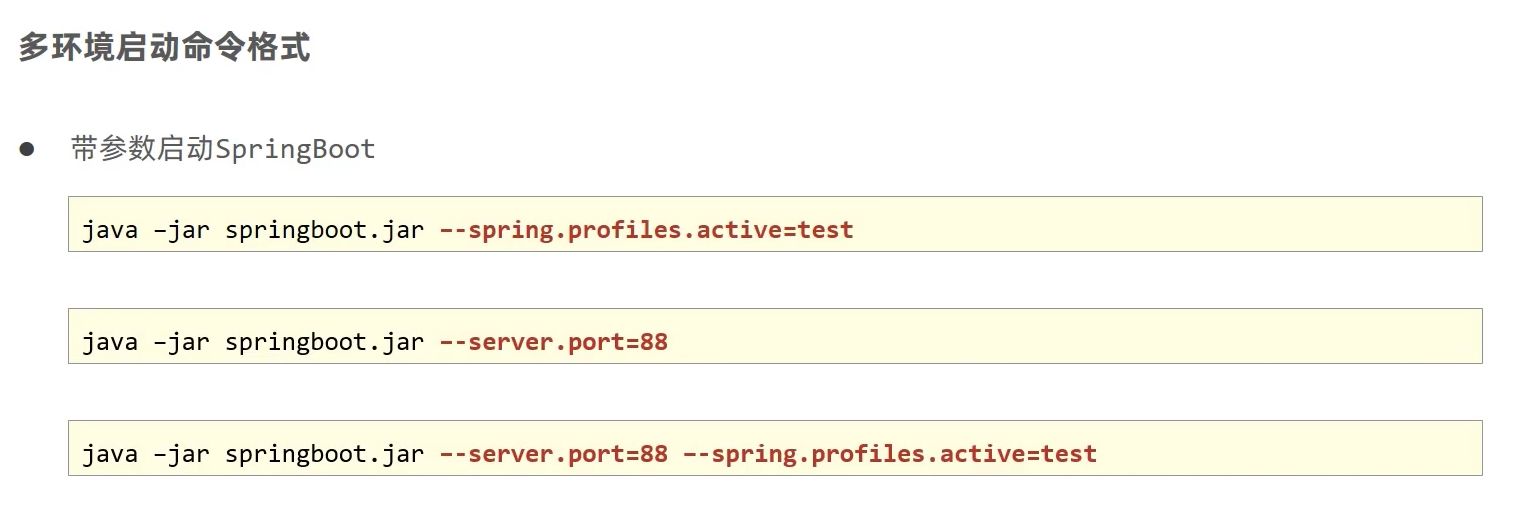 多环境启动命令格式
● 带参数启动SpringBoot
java –jar springboot.jar –-spring.profiles.active=test
java –jar springboot.jar –-server.port=88
java –jar springboot.jar –-server.port=88 –-spring.profiles.active=test